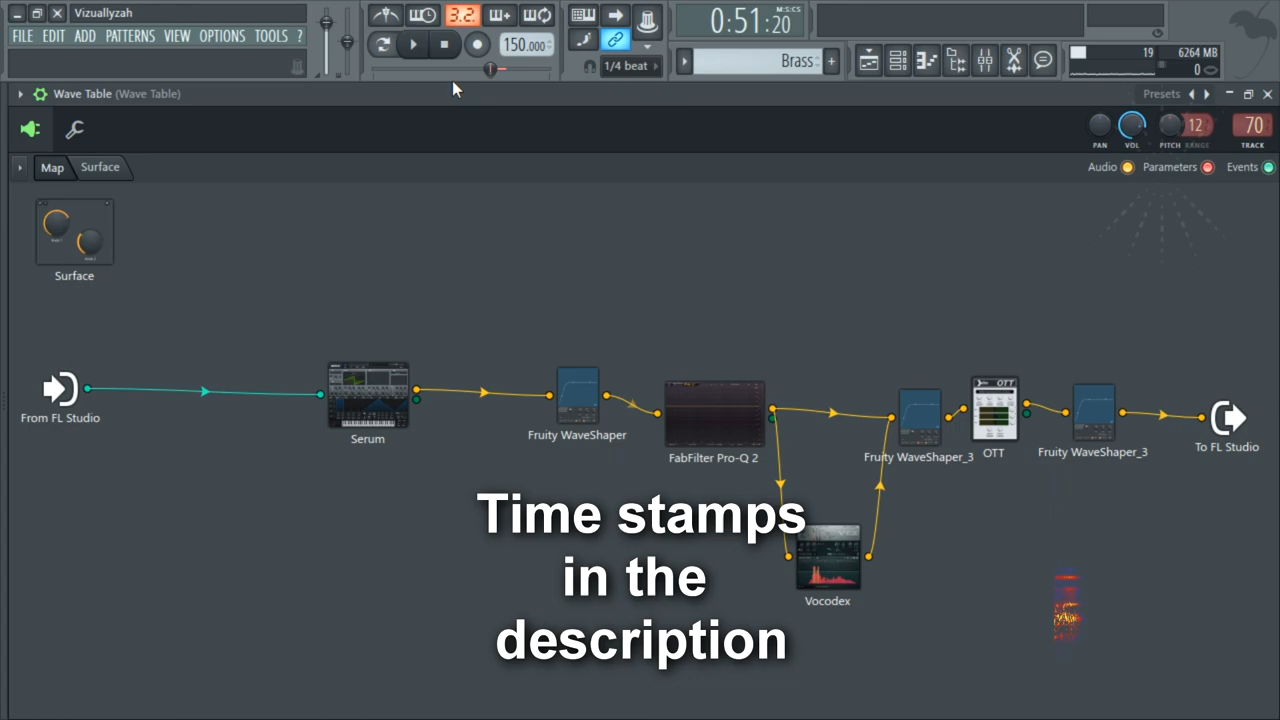 Vizuallyzah
FILE EDIT ADD PATTERNS VIEW OPTIONS TOOLS ?
3.2.
150.000
1/4 beat
0:51:20
M:S:CS
Brass
19
6264 MB
0
Wave Table (Wave Table)
Presets
PAN VOL PITCH RANGE TRACK
12
70
Map Surface
Audio Parameters Events
Surface
From FL Studio
Serum
Fruity WaveShaper
FabFilter Pro-Q 2
Fruity WaveShaper_3
OTT
OTT
Fruity WaveShaper_3
To FL Studio
Vocodex
Time stamps
in the
description